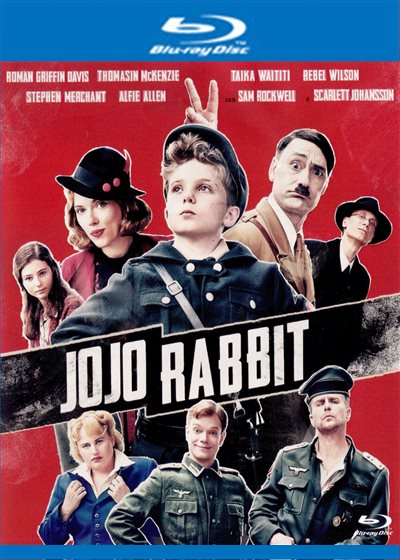 Blu-ray Disc
ROMAN GRIFFIN DAVIS THOMASIN McKENZIE TAIKA WAITITI REBEL WILSON
STEPHEN MERCHANT ALFIE ALLEN CON SAM ROCKWELL E SCARLETT JOHANSSON
JOJO RABBIT
Blu-ray Disc